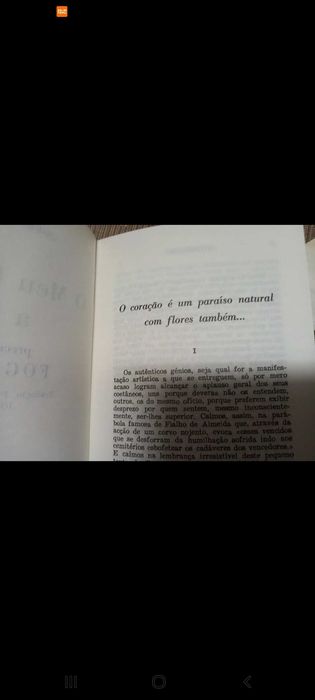 O coração é um paraíso natural
com flores também...
I
Os autênticos génios, seja qual for a manifes-
tação artística a que se entreguem, só por mero
acaso logram alcançar o aplauso geral dos seus
coetâneos, uns porque deveras não os entendem,
outros, os do mesmo ofício, porque preferem exibir
desprezo por quem sentem, mesmo inconsciente-
mente, ser-lhes superior. Caímos, assim, na pará-
bola famosa de Fialho de Almeida que, através da
acção de um corvo nojento, evoca «esses vencidos
que se desforram da humilhação sofrida indo aos
cemitérios esbofetear os cadáveres dos vencedores.»
E caímos na lembrança irresistível deste pequeno